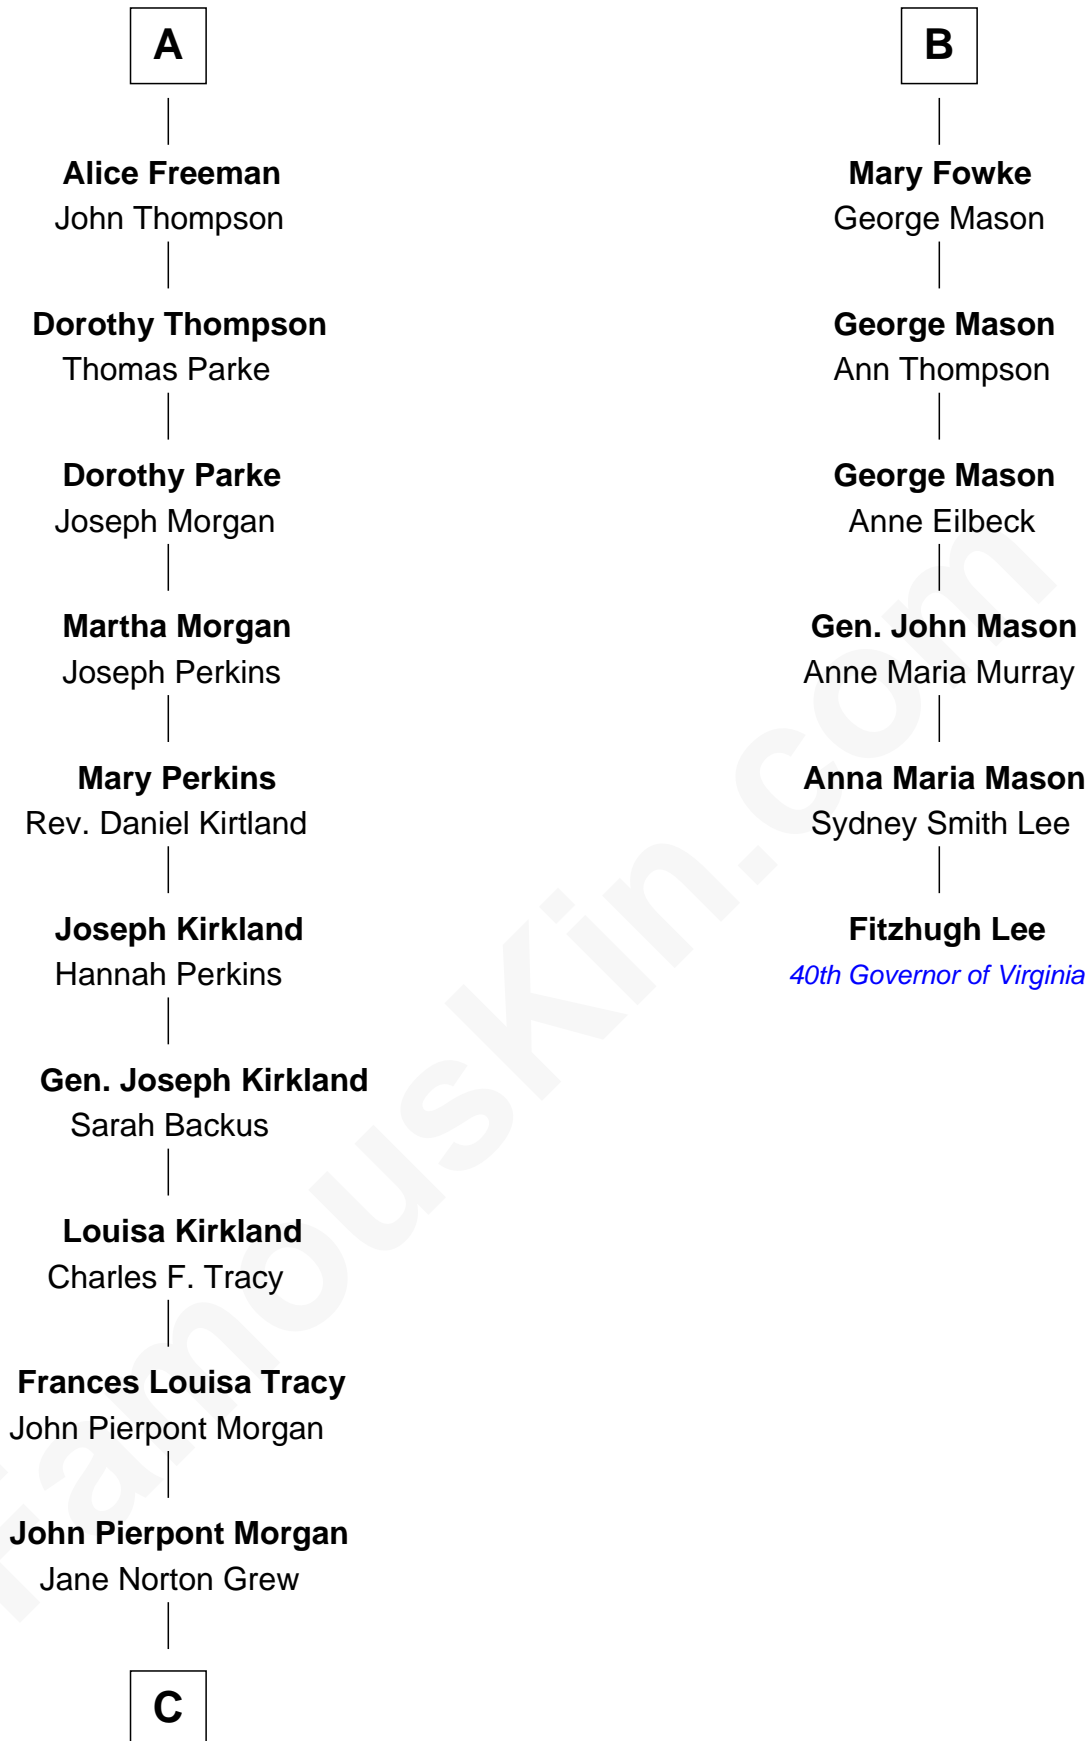 A
Alice Freeman
John Thompson
Dorothy Thompson
Thomas Parke
Dorothy Parke
Joseph Morgan
Martha Morgan
Joseph Perkins
Mary Perkins
Rev. Daniel Kirtland
Joseph Kirkland
Hannah Perkins
Gen. Joseph Kirkland
Sarah Backus
Louisa Kirkland
Charles F. Tracy
Frances Louisa Tracy
John Pierpont Morgan
John Pierpont Morgan
Jane Norton Grew
C
B
Mary Fowke
George Mason
George Mason
Ann Thompson
George Mason
Anne Eilbeck
Gen. John Mason
Anne Maria Murray
Anna Maria Mason
Sydney Smith Lee
Fitzhugh Lee
40th Governor of Virginia
FamousKin.com